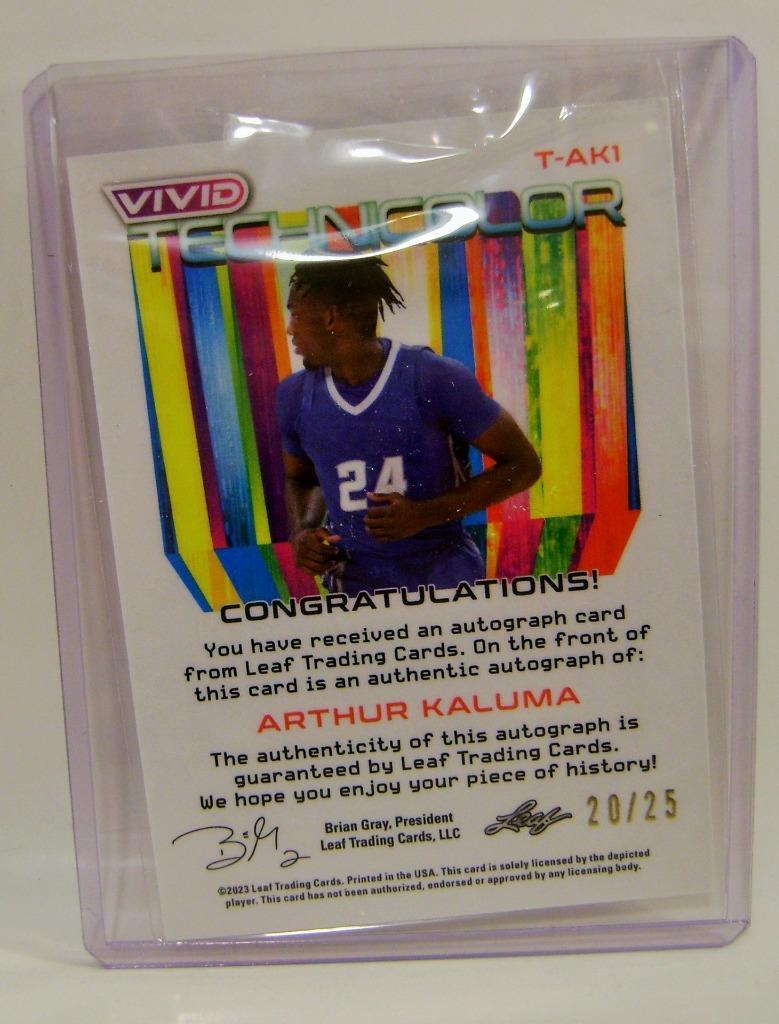 T-AK1
VIVID
TECHNICOLOR
24
CONGRATULATIONS!
You have received an autograph card
from Leaf Trading Cards. On the front of
this card is an authentic autograph of:
ARTHUR KALUMA
The authenticity of this autograph is
guaranteed by Leaf Trading Cards.
We hope you enjoy your piece of history!
Brian Gray, President
Leaf Trading Cards, LLC
Leaf
20/25
©2023 Leaf Trading Cards. Printed in the USA. This card is solely licensed by the depicted
player. This card has not been authorized, endorsed or approved by any licensing body.